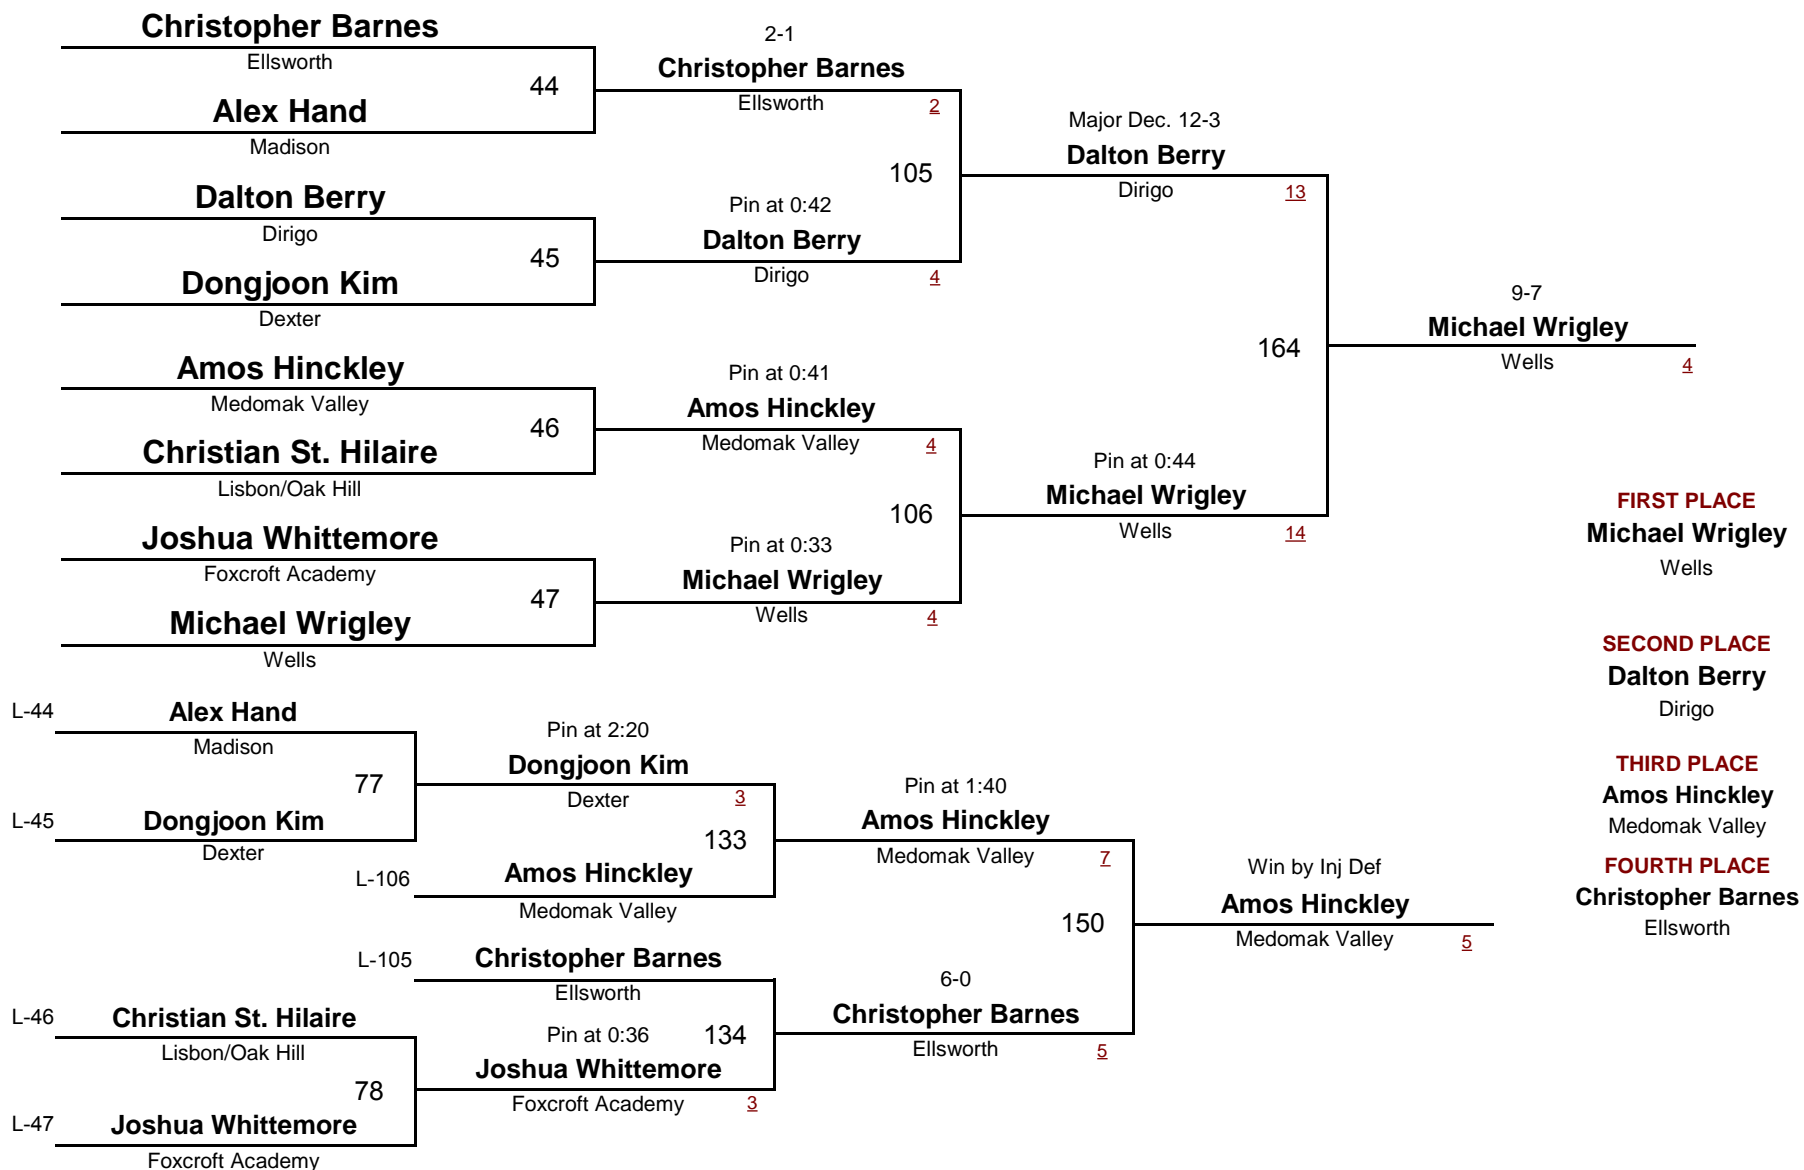 Christopher Barnes
Ellsworth
44
Alex Hand
Madison
Dalton Berry
Dirigo
45
Dongjoon Kim
Dexter
Amos Hinckley
Medomak Valley
46
Christian St. Hilaire
Lisbon/Oak Hill
Joshua Whittemore
Foxcroft Academy
47
Michael Wrigley
Wells
2-1
Christopher Barnes
Ellsworth
2
105
Pin at 0:42
Dalton Berry
Dirigo
4
Pin at 0:41
Amos Hinckley
Medomak Valley
4
106
Pin at 0:33
Michael Wrigley
Wells
4
Major Dec. 12-3
Dalton Berry
Dirigo
13
164
Pin at 0:44
Michael Wrigley
Wells
14
9-7
Michael Wrigley
Wells
4
FIRST PLACE
Michael Wrigley
Wells
SECOND PLACE
Dalton Berry
Dirigo
THIRD PLACE
Amos Hinckley
Medomak Valley
FOURTH PLACE
Christopher Barnes
Ellsworth
L-44
Alex Hand
Madison
77
L-45
Dongjoon Kim
Dexter
Pin at 2:20
Dongjoon Kim
Dexter
3
133
L-106
Amos Hinckley
Medomak Valley
L-105
Christopher Barnes
Ellsworth
134
L-46
Christian St. Hilaire
Lisbon/Oak Hill
78
L-47
Joshua Whittemore
Foxcroft Academy
Pin at 0:36
Joshua Whittemore
Foxcroft Academy
3
Pin at 1:40
Amos Hinckley
Medomak Valley
7
150
6-0
Christopher Barnes
Ellsworth
5
Win by Inj Def
Amos Hinckley
Medomak Valley
5